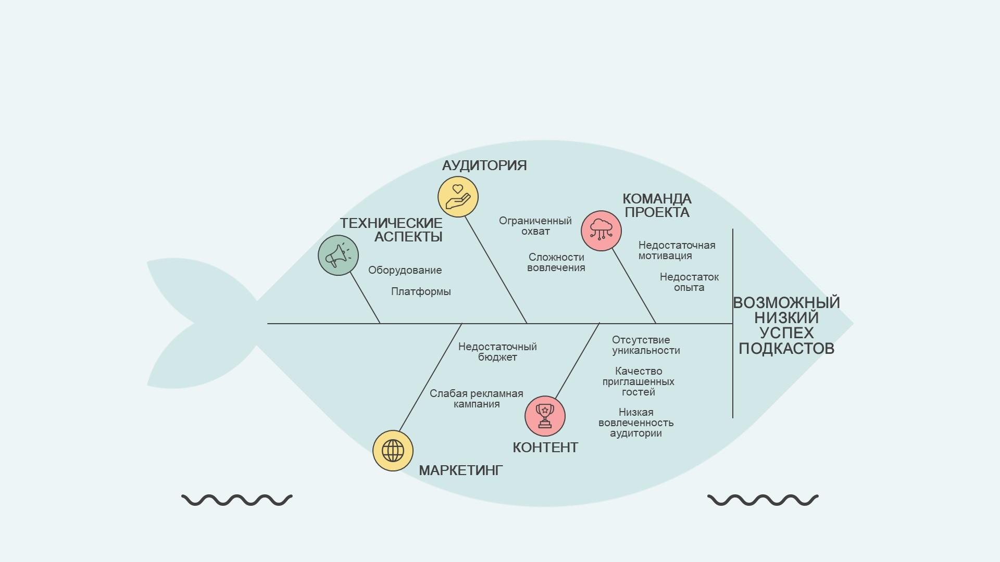 АУДИТОРИЯ
КОМАНДА
ПРОЕКТА
ТЕХНИЧЕСКИЕ
АСПЕКТЫ
Ограниченный
охват
Недостаточная
мотивация
Сложности
вовлечения
Оборудование
Недостаток
опыта
Платформы
ВОЗМОЖНЫЙ
НИЗКИЙ
УСПЕХ
ПОДКАСТОВ
Недостаточный
бюджет
Отсутствие
уникальности
Качество
приглашенных
гостей
Слабая рекламная
кампания
Низкая
вовлеченность
аудитории
КОНТЕНТ
МАРКЕТИНГ